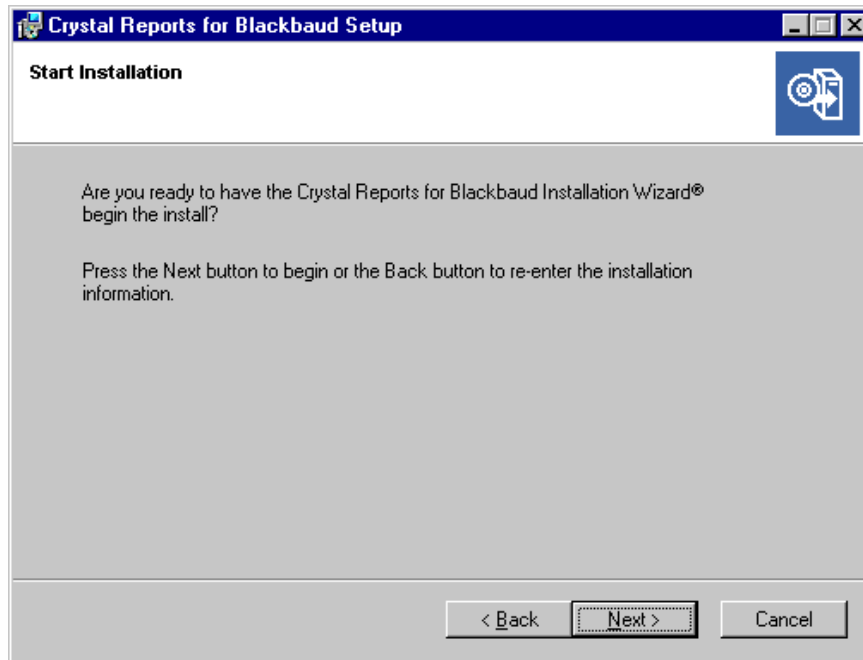 Crystal Reports for Blackbaud Setup
Start Installation
Are you ready to have the Crystal Reports for Blackbaud Installation Wizard®
begin the install?
Press the Next button to begin or the Back button to re-enter the installation
information.
< Back Next > Cancel